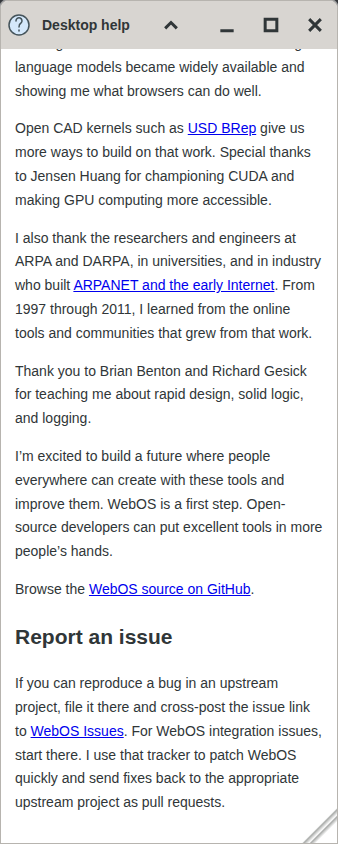 Desktop help
language models became widely available and
showing me what browsers can do well.
Open CAD kernels such as USD BRep give us
more ways to build on that work. Special thanks
to Jensen Huang for championing CUDA and
making GPU computing more accessible.
I also thank the researchers and engineers at
ARPA and DARPA, in universities, and in industry
who built ARPANET and the early Internet. From
1997 through 2011, I learned from the online
tools and communities that grew from that work.
Thank you to Brian Benton and Richard Gesick
for teaching me about rapid design, solid logic,
and logging.
I’m excited to build a future where people
everywhere can create with these tools and
improve them. WebOS is a first step. Open-
source developers can put excellent tools in more
people’s hands.
Browse the WebOS source on GitHub.
Report an issue
If you can reproduce a bug in an upstream
project, file it there and cross-post the issue link
to WebOS Issues. For WebOS integration issues,
start there. I use that tracker to patch WebOS
quickly and send fixes back to the appropriate
upstream project as pull requests.